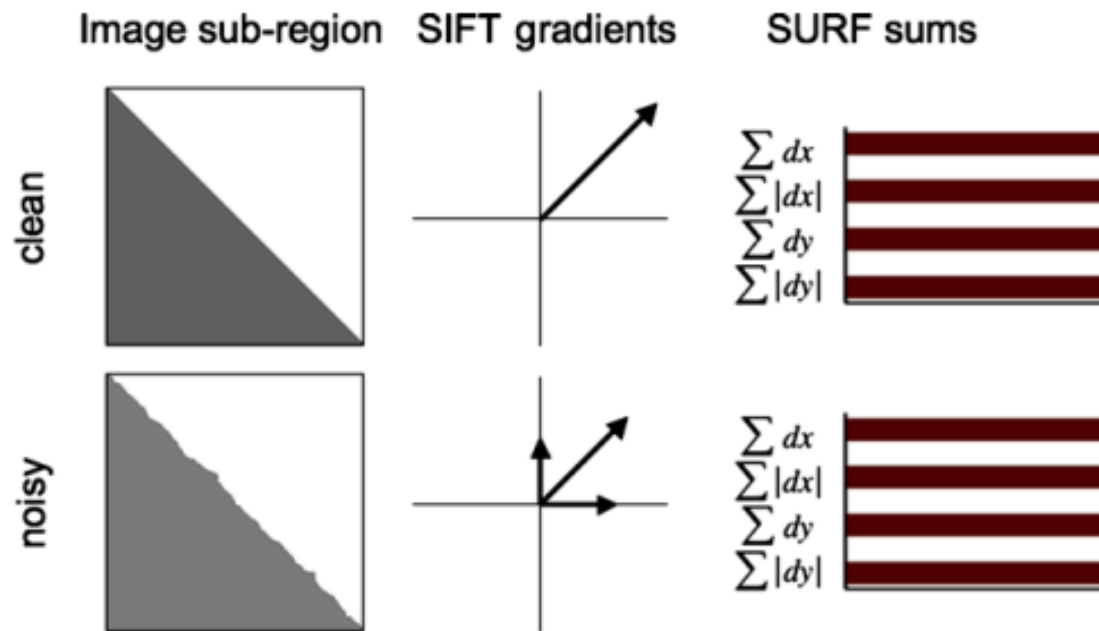 Image sub-region SIFT gradients SURF sums
clean
∑ dx
∑ |dx|
∑ dy
∑ |dy|
noisy
∑ dx
∑ |dx|
∑ dy
∑ |dy|